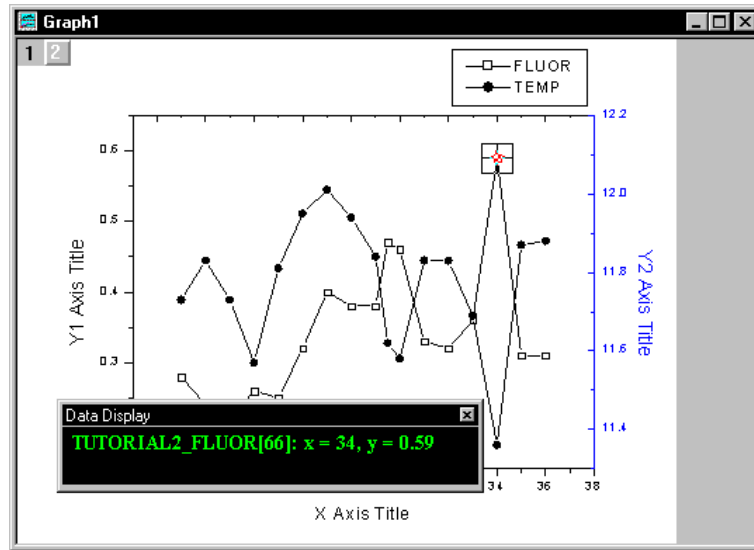 Graph1
1 2
FLUOR
TEMP
0.6
0.5
0.4
0.3
Y1 Axis Title
12.2
12.0
11.8
11.6
11.4
Y2 Axis Title
Data Display
TUTORIAL2_FLUOR[66]: x = 34, y = 0.59
34 36 38
X Axis Title